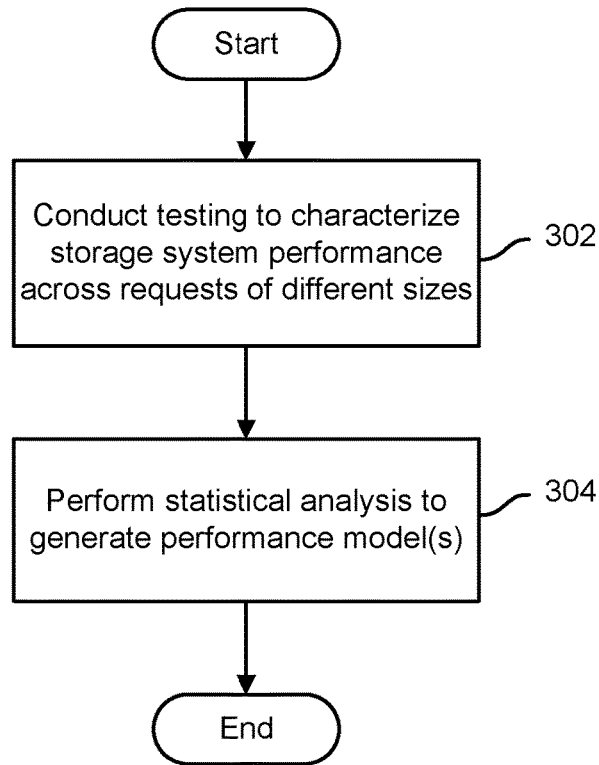 Start
Conduct testing to characterize
storage system performance
across requests of different sizes
302
Perform statistical analysis to
generate performance model(s)
304
End